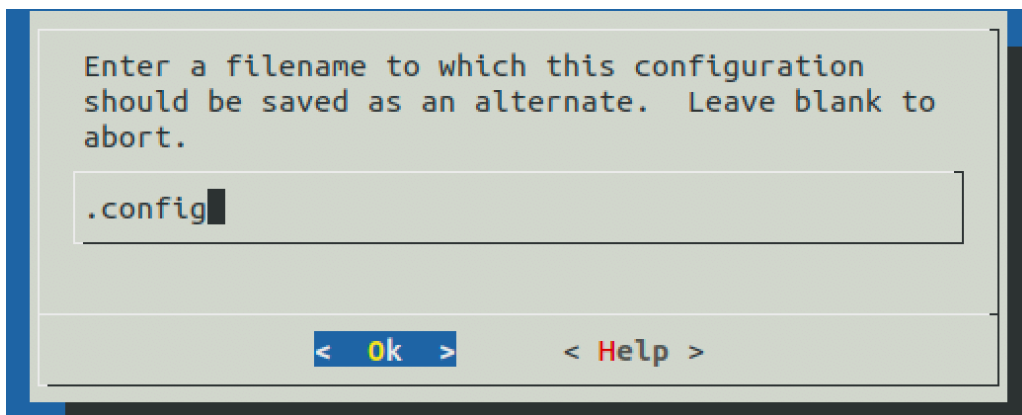 Enter a filename to which this configuration
should be saved as an alternate.  Leave blank to
abort.
.config
<  Ok  >
< Help >